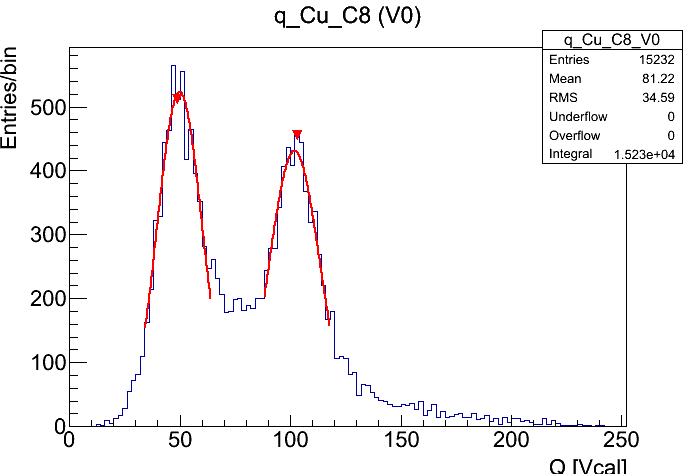 q_Cu_C8 (V0)
Entries/bin
q_Cu_C8_V0
Entries 15232
Mean 81.22
RMS 34.59
Underflow 0
Overflow 0
Integral 1.523e+04
500
400
300
200
100
0
0 50 100 150 200 250
Q [Vcal]